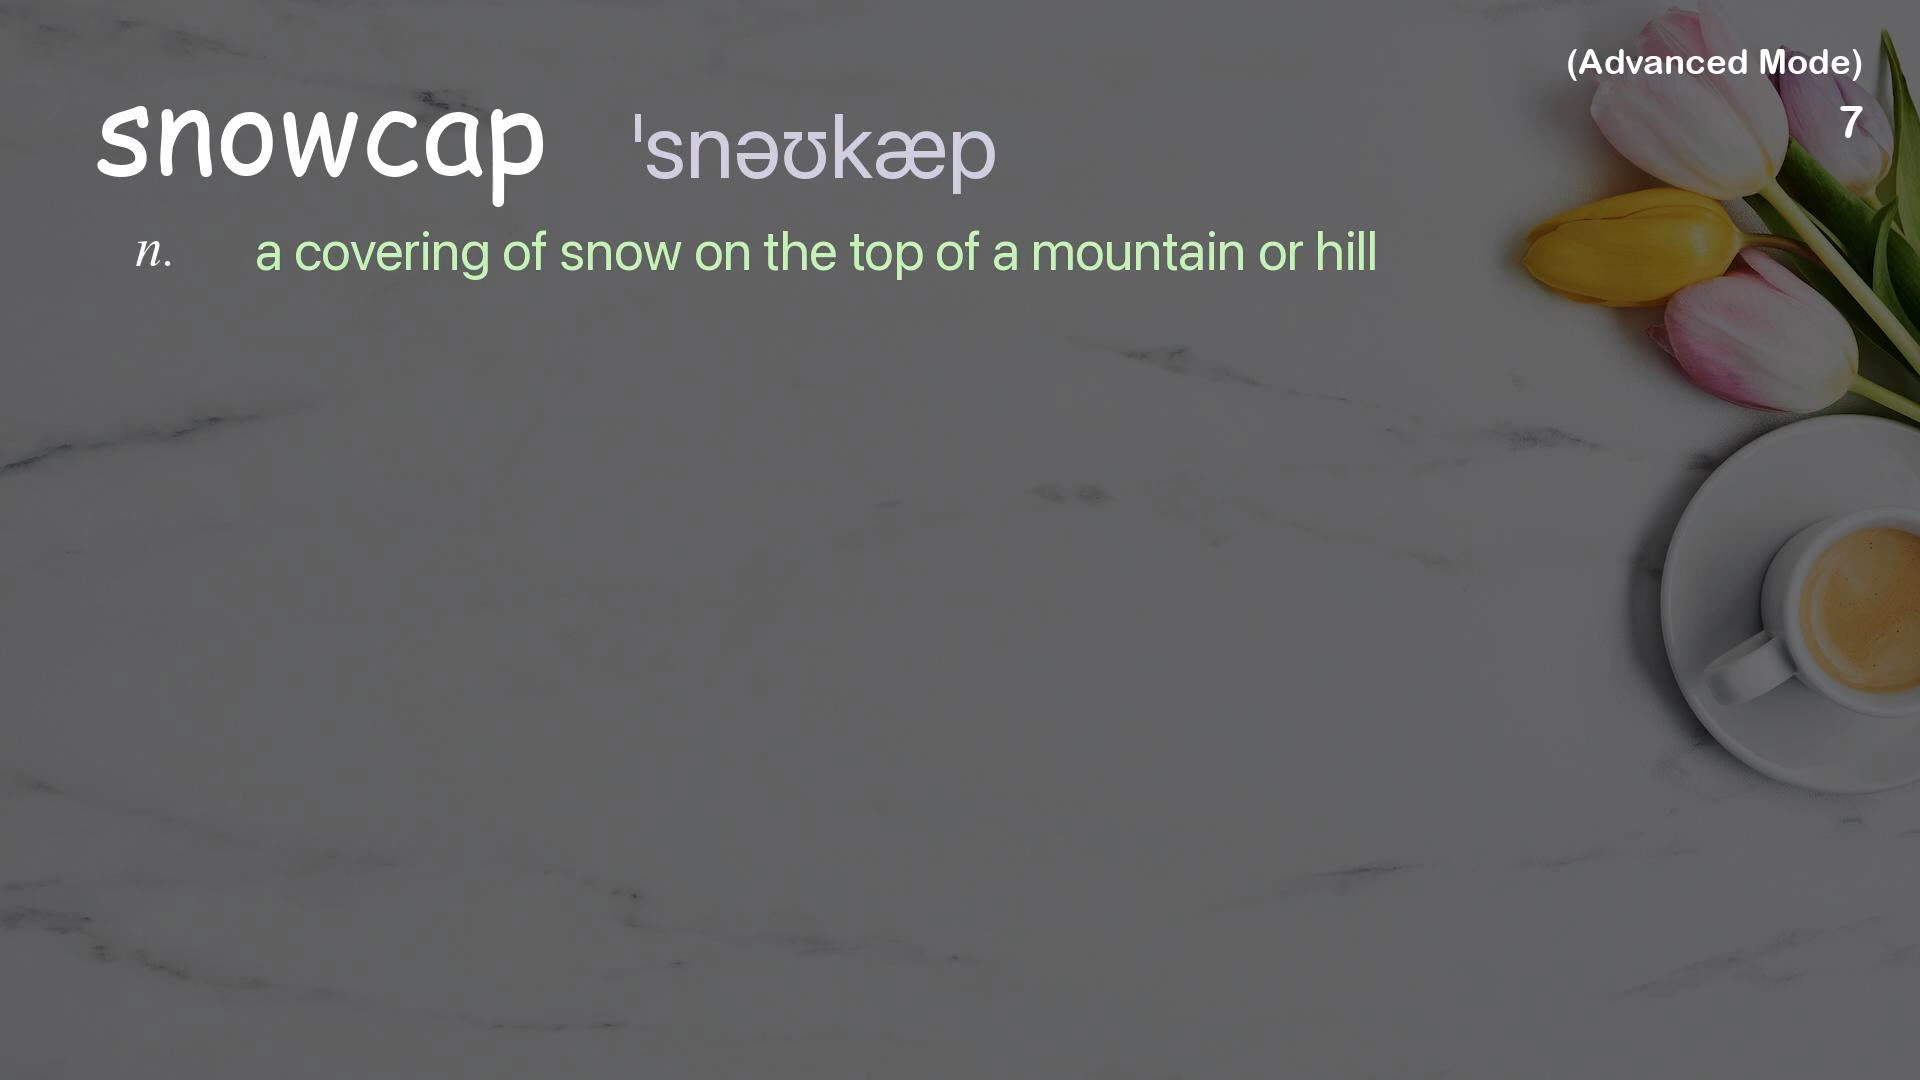 (Advanced Mode)
7
snowcap ˈsnəʊkæp
n. a covering of snow on the top of a mountain or hill